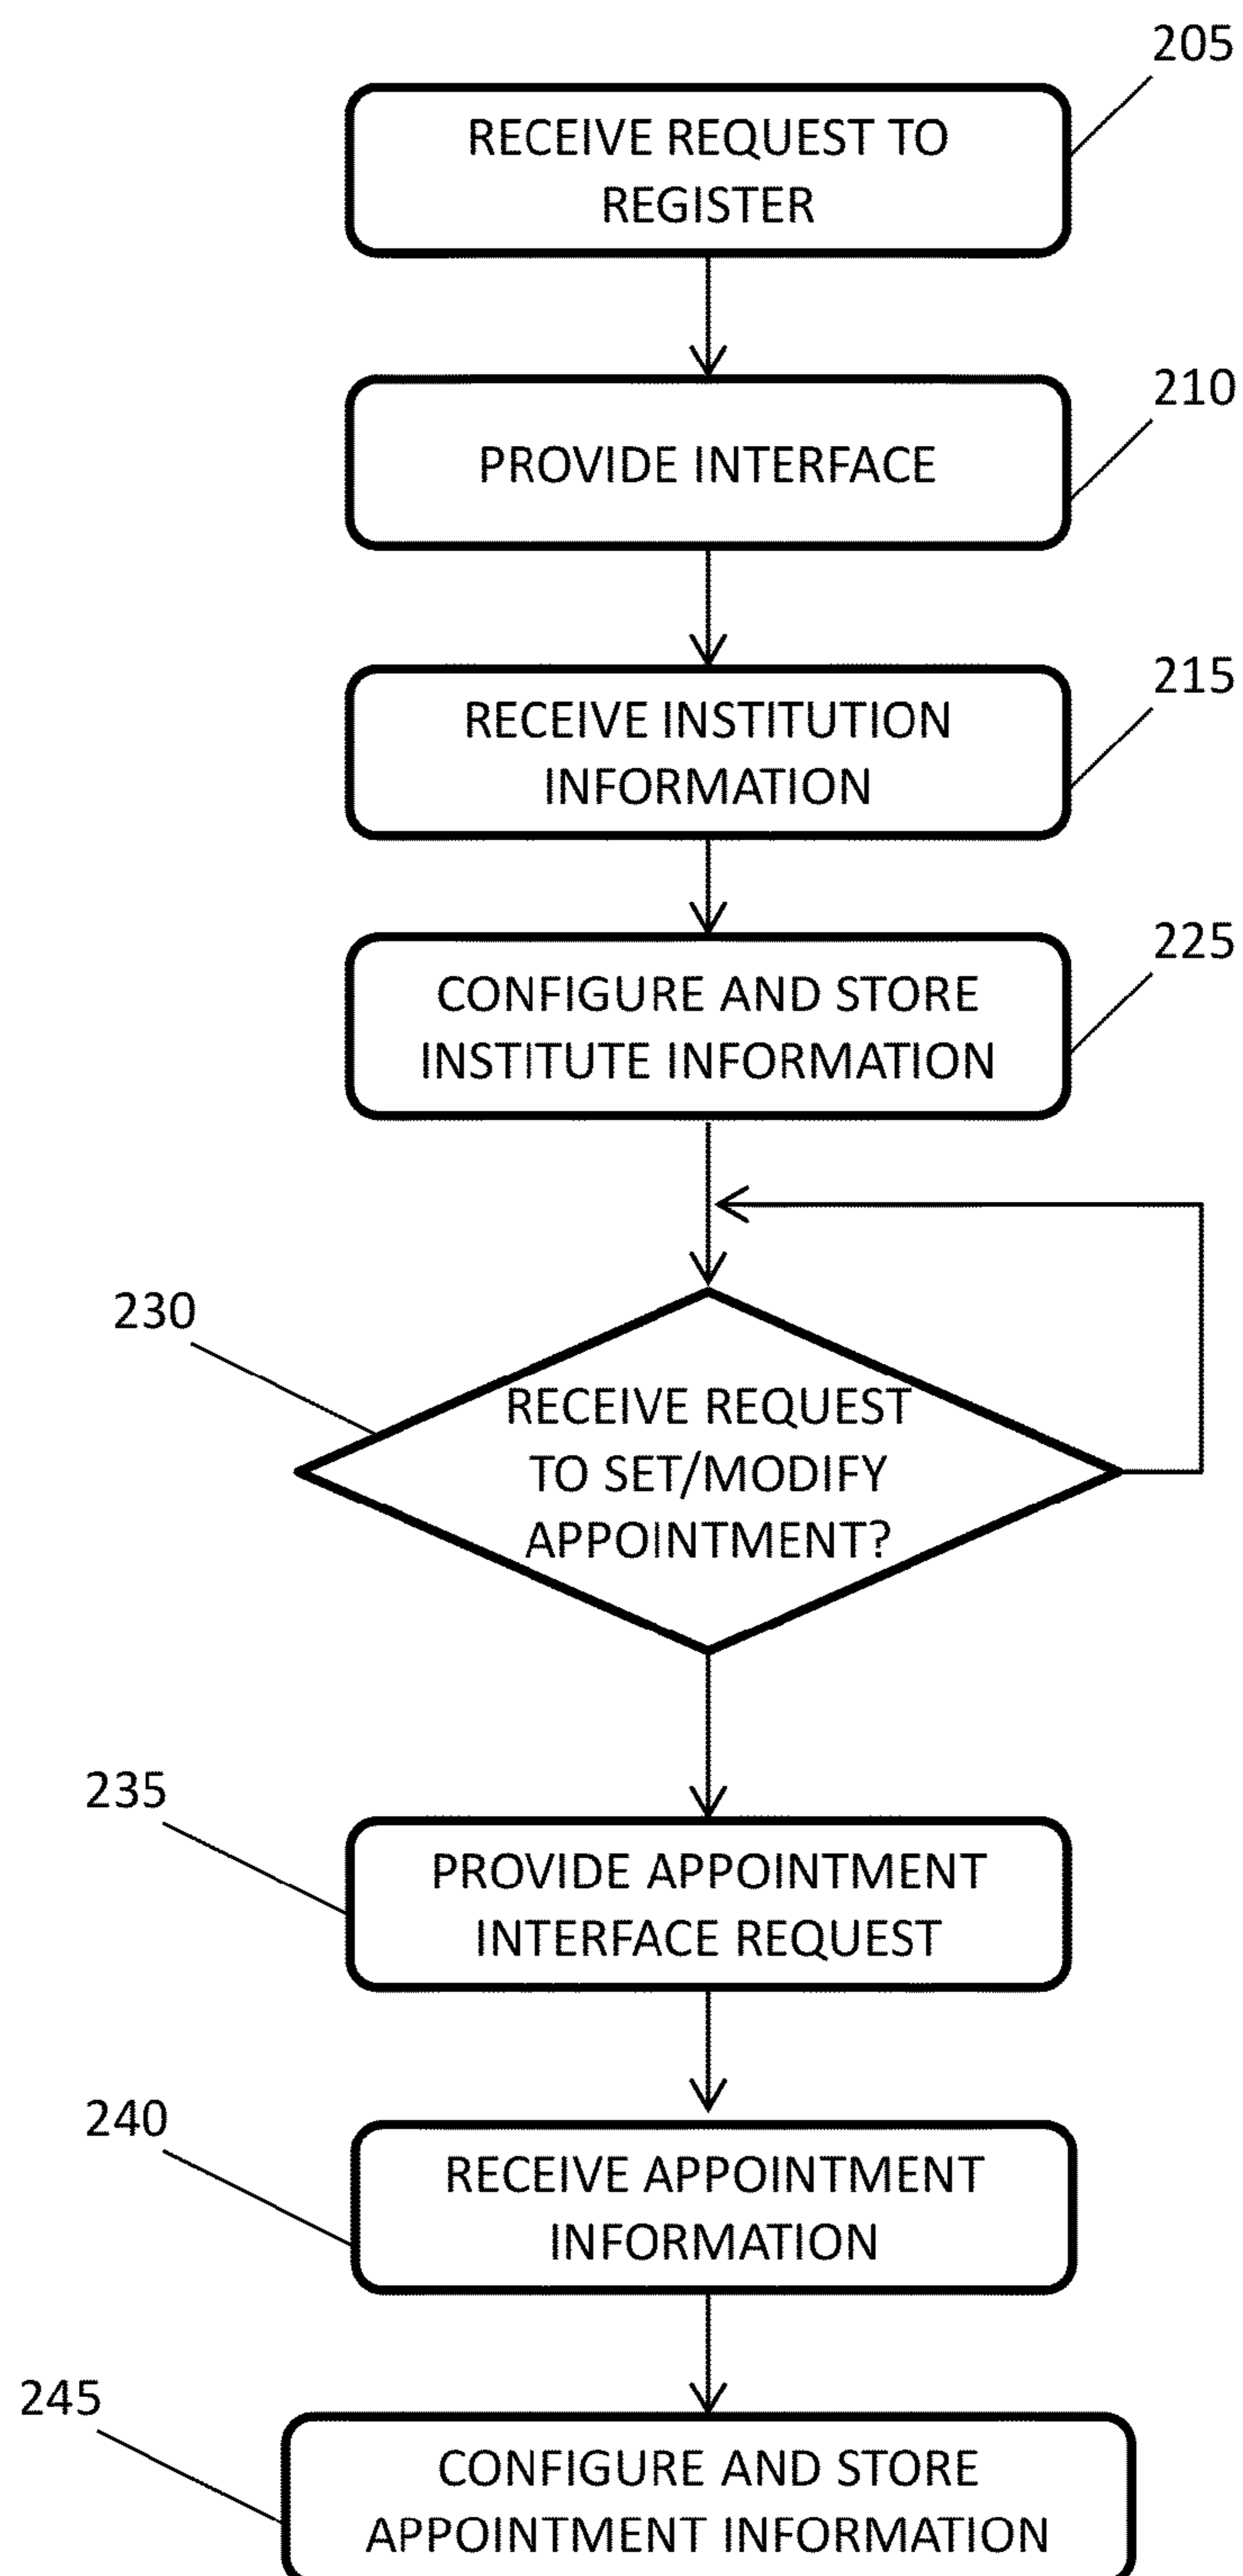 205
RECEIVE REQUEST TO
REGISTER
210
PROVIDE INTERFACE
215
RECEIVE INSTITUTION
INFORMATION
225
CONFIGURE AND STORE
INSTITUTE INFORMATION
230
RECEIVE REQUEST
TO SET/MODIFY
APPOINTMENT?
235
PROVIDE APPOINTMENT
INTERFACE REQUEST
240
RECEIVE APPOINTMENT
INFORMATION
245
CONFIGURE AND STORE
APPOINTMENT INFORMATION